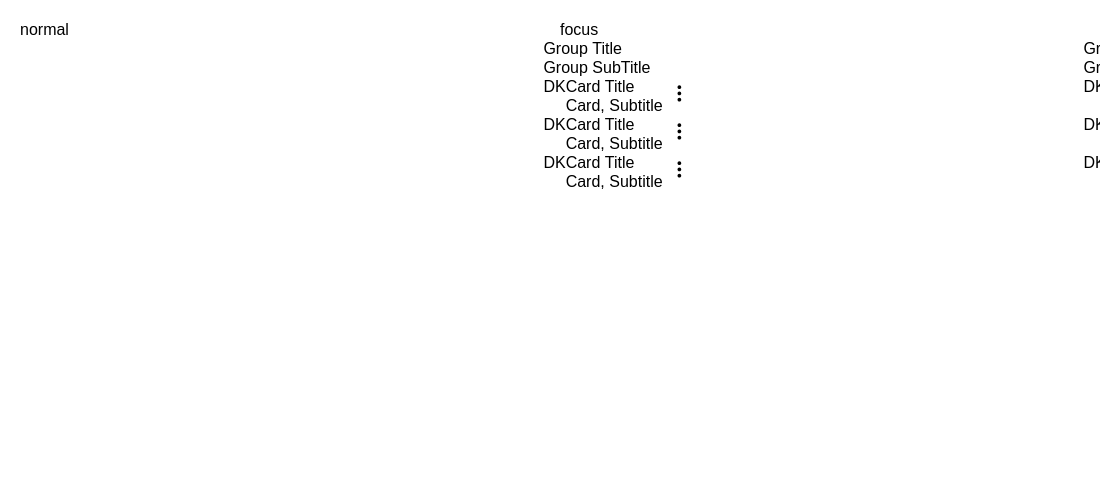 normal
focus
Group Title
Group SubTitle
DKCard Title
Card, Subtitle
DKCard Title
Card, Subtitle
DKCard Title
Card, Subtitle
Gr
Gr
DK
DK
DK